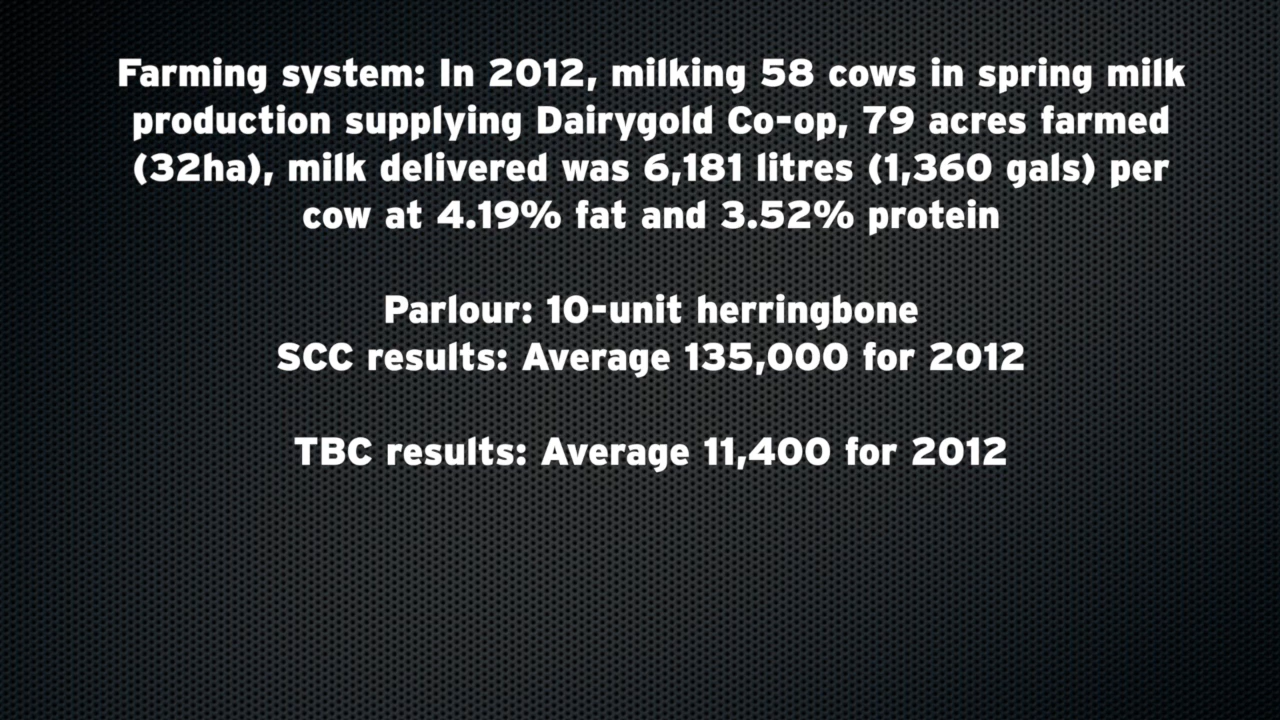 Farming system: In 2012, milking 58 cows in spring milk
production supplying Dairygold Co-op, 79 acres farmed
(32ha), milk delivered was 6,181 litres (1,360 gals) per
cow at 4.19% fat and 3.52% protein
Parlour: 10-unit herringbone
SCC results: Average 135,000 for 2012
TBC results: Average 11,400 for 2012